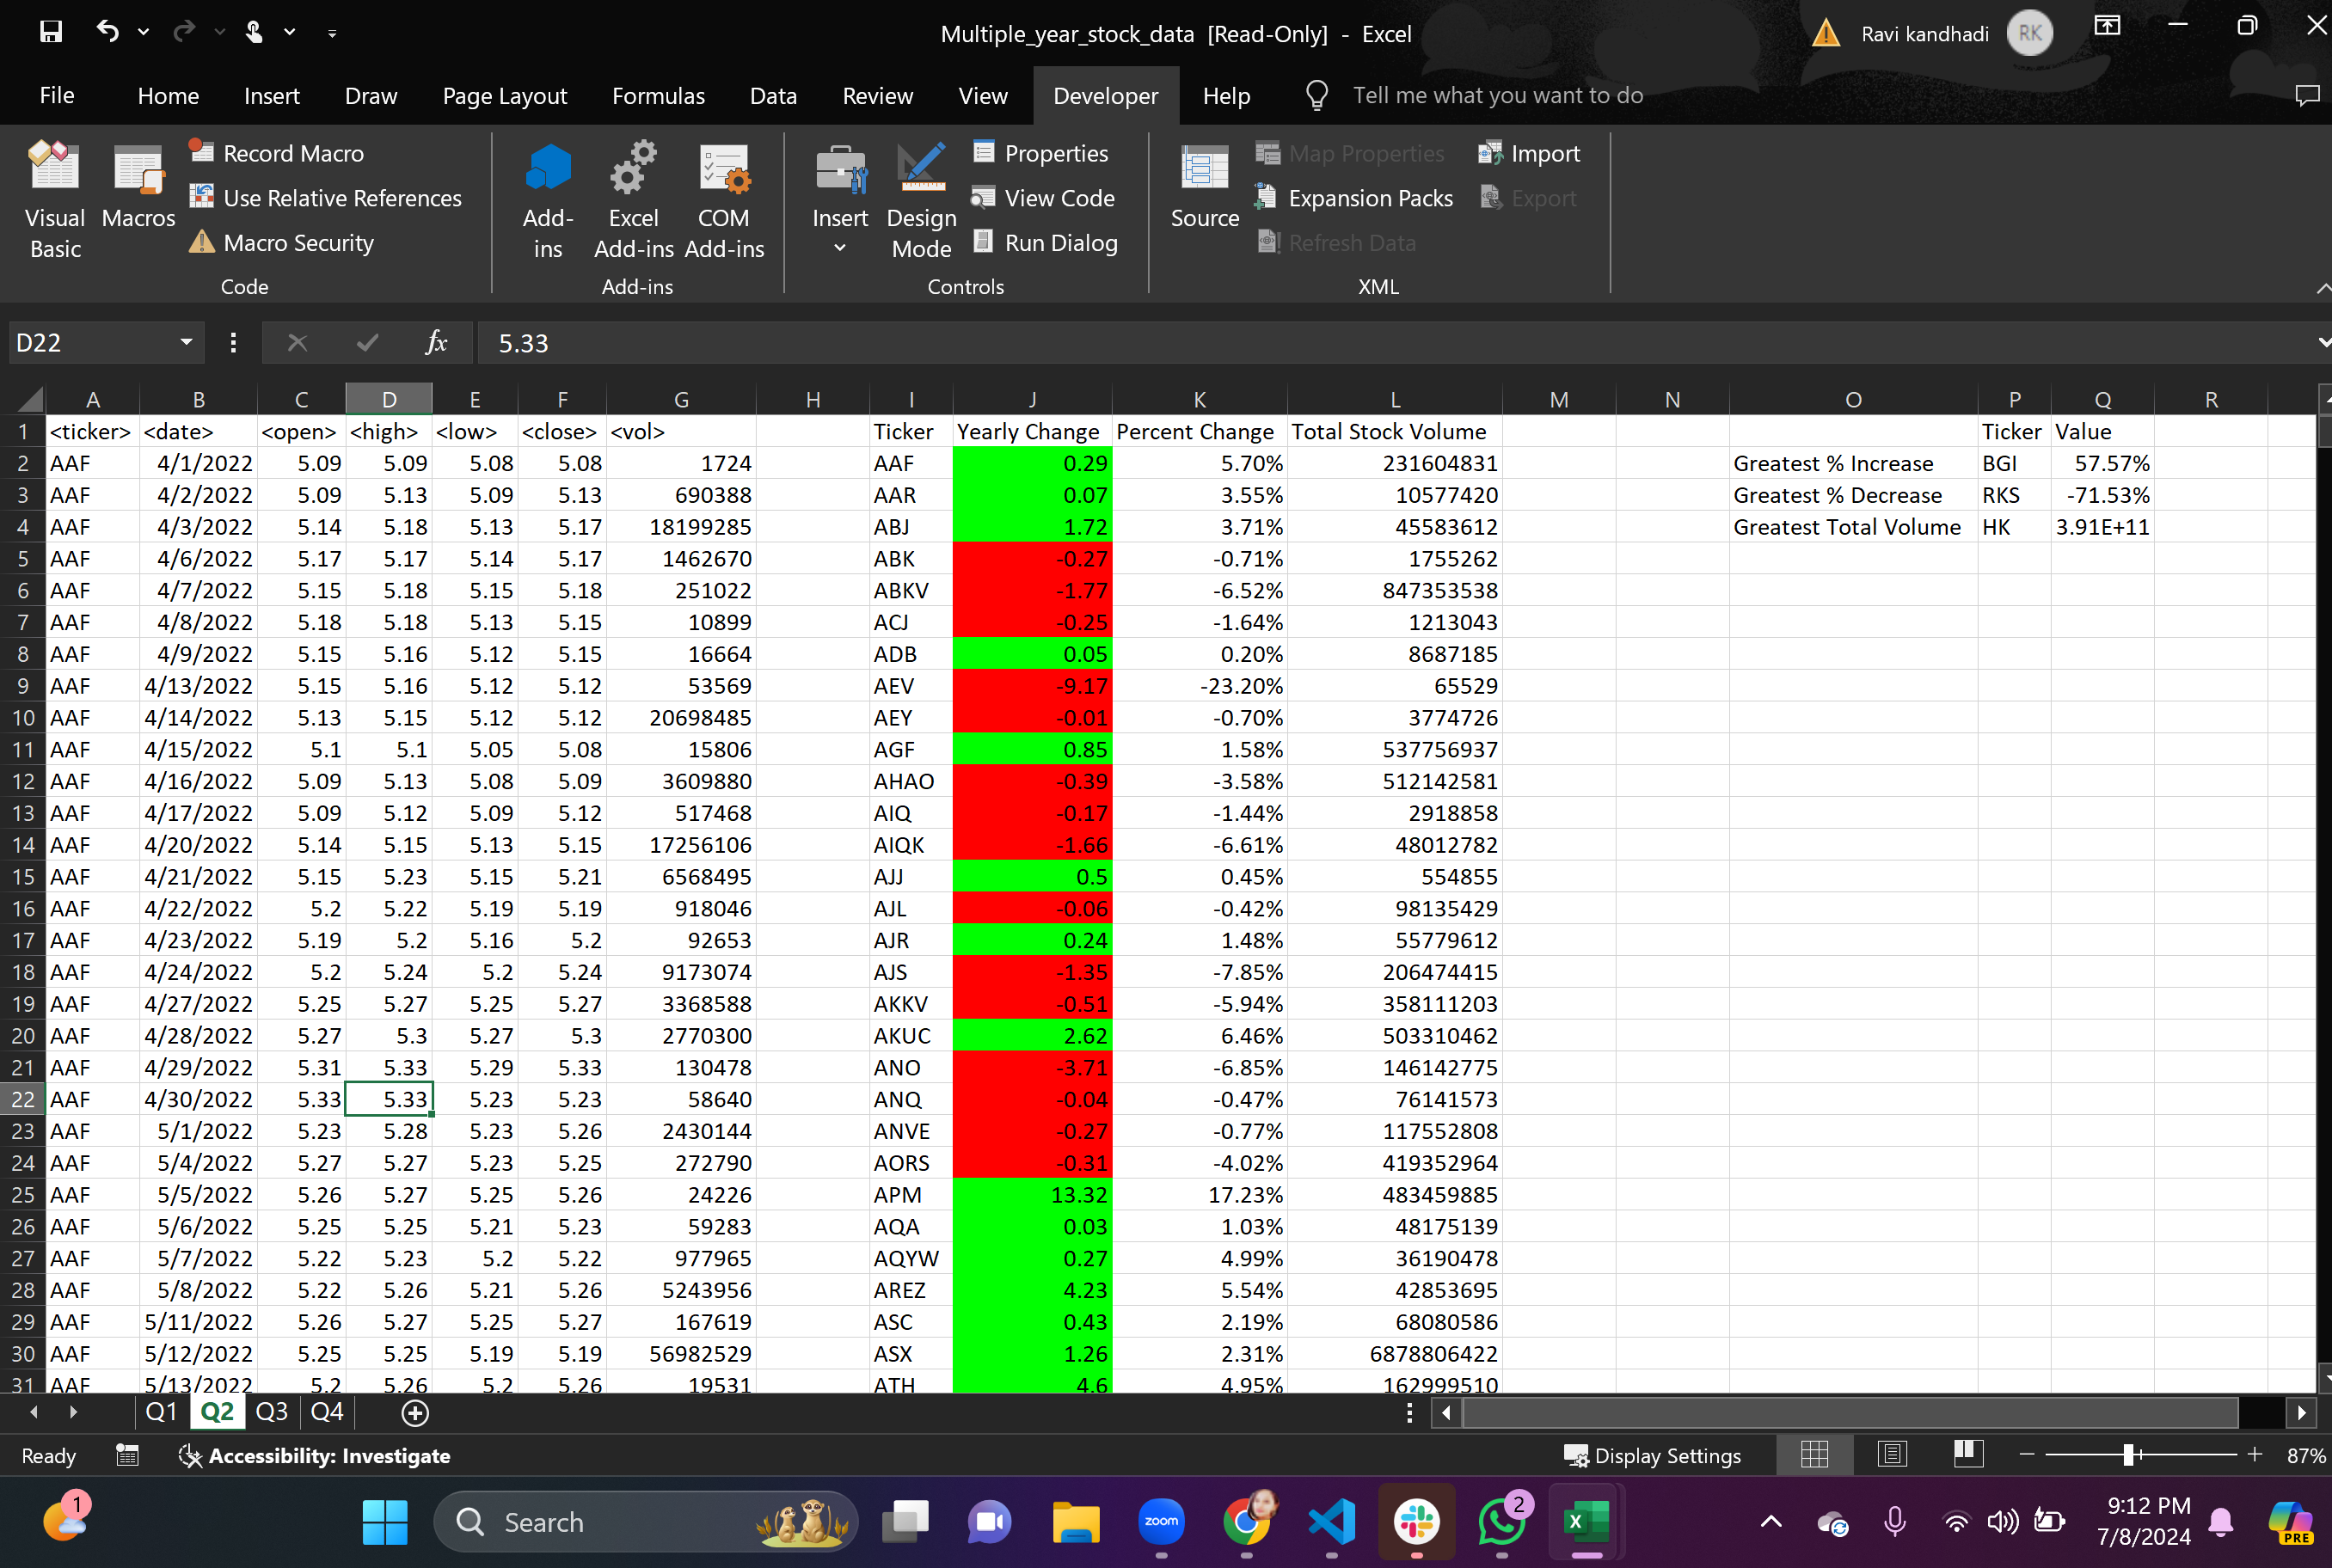 Multiple_year_stock_data [Read-Only] - Excel
Ravi kandhadi RK
File Home Insert Draw Page Layout Formulas Data Review View Developer Help Tell me what you want to do
Visual Basic
Macros
Record Macro
Use Relative References
Macro Security
Code
Add-ins
Excel Add-ins
COM Add-ins
Add-ins
Insert
Design Mode
Properties
View Code
Run Dialog
Controls
Source
Map Properties
Expansion Packs
Refresh Data
Import
Export
XML
D22 fx 5.33
A B C D E F G H I J K L M N O P Q R
1 <ticker> <date> <open> <high> <low> <close> <vol> Ticker Yearly Change Percent Change Total Stock Volume Ticker Value
2 AAF 4/1/2022 5.09 5.09 5.08 5.08 1724 AAF 0.29 5.70% 231604831 Greatest % Increase BGI 57.57%
3 AAF 4/2/2022 5.09 5.13 5.09 5.13 690388 AAR 0.07 3.55% 10577420 Greatest % Decrease RKS -71.53%
4 AAF 4/3/2022 5.14 5.18 5.13 5.17 18199285 ABJ 1.72 3.71% 45583612 Greatest Total Volume HK 3.91E+11
5 AAF 4/6/2022 5.17 5.17 5.14 5.17 1462670 ABK -0.27 -0.71% 1755262
6 AAF 4/7/2022 5.15 5.18 5.15 5.18 251022 ABKV -1.77 -6.52% 847353538
7 AAF 4/8/2022 5.18 5.18 5.13 5.15 10899 ACJ -0.25 -1.64% 1213043
8 AAF 4/9/2022 5.15 5.16 5.12 5.15 16664 ADB 0.05 0.20% 8687185
9 AAF 4/13/2022 5.15 5.16 5.12 5.12 53569 AEV -9.17 -23.20% 65529
10 AAF 4/14/2022 5.13 5.15 5.12 5.12 20698485 AEY -0.01 -0.70% 3774726
11 AAF 4/15/2022 5.1 5.1 5.05 5.08 15806 AGF 0.85 1.58% 537756937
12 AAF 4/16/2022 5.09 5.13 5.08 5.09 3609880 AHAO -0.39 -3.58% 512142581
13 AAF 4/17/2022 5.09 5.12 5.09 5.12 517468 AIQ -0.17 -1.44% 2918858
14 AAF 4/20/2022 5.14 5.15 5.13 5.15 17256106 AIQK -1.66 -6.61% 48012782
15 AAF 4/21/2022 5.15 5.23 5.15 5.21 6568495 AJJ 0.5 0.45% 554855
16 AAF 4/22/2022 5.2 5.22 5.19 5.19 918046 AJL -0.06 -0.42% 98135429
17 AAF 4/23/2022 5.19 5.2 5.16 5.2 92653 AJR 0.24 1.48% 55779612
18 AAF 4/24/2022 5.2 5.24 5.2 5.24 9173074 AJS -1.35 -7.85% 206474415
19 AAF 4/27/2022 5.25 5.27 5.25 5.27 3368588 AKKV -0.51 -5.94% 358111203
20 AAF 4/28/2022 5.27 5.3 5.27 5.3 2770300 AKUC 2.62 6.46% 503310462
21 AAF 4/29/2022 5.31 5.33 5.29 5.33 130478 ANO -3.71 -6.85% 146142775
22 AAF 4/30/2022 5.33 5.33 5.23 5.23 58640 ANQ -0.04 -0.47% 76141573
23 AAF 5/1/2022 5.23 5.28 5.23 5.26 2430144 ANVE -0.27 -0.77% 117552808
24 AAF 5/4/2022 5.27 5.27 5.23 5.25 272790 AORS -0.31 -4.02% 419352964
25 AAF 5/5/2022 5.26 5.27 5.25 5.26 24226 APM 13.32 17.23% 483459885
26 AAF 5/6/2022 5.25 5.25 5.21 5.23 59283 AQA 0.03 1.03% 48175139
27 AAF 5/7/2022 5.22 5.23 5.2 5.22 977965 AQYW 0.27 4.99% 36190478
28 AAF 5/8/2022 5.22 5.26 5.21 5.26 5243956 AREZ 4.23 5.54% 42853695
29 AAF 5/11/2022 5.26 5.27 5.25 5.27 167619 ASC 0.43 2.19% 68080586
30 AAF 5/12/2022 5.25 5.25 5.19 5.19 56982529 ASX 1.26 2.31% 6878806422
31 AAF 5/13/2022 5.2 5.26 5.2 5.26 19531 ATH 4.6 4.95% 162999510
Q1 Q2 Q3 Q4
Ready Accessibility: Investigate Display Settings 87%
1 Search zoom 2 X 9:12 PM
7/8/2024 PRE